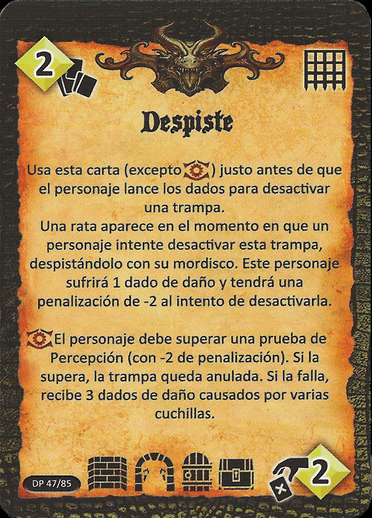 2
Despiste
Usa esta carta (excepto ) justo antes de que
el personaje lance los dados para desactivar
una trampa.
Una rata aparece en el momento en que un
personaje intente desactivar esta trampa,
despistándolo con su mordisco. Este personaje
sufrirá 1 dado de daño y tendrá una
penalización de -2 al intento de desactivarla.
El personaje debe superar una prueba de
Percepción (con -2 de penalización). Si la
supera, la trampa queda anulada. Si la falla,
recibe 3 dados de daño causados por varias
cuchillas.
DP 47/85
2